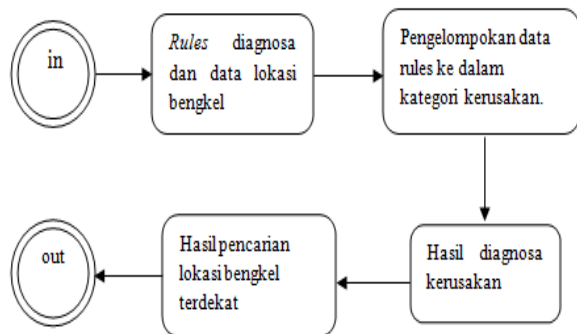 in
Rules diagnosa
dan data lokasi
bengkel
Pengelompokan data
rules ke dalam
kategori kerusakan.
Hasil diagnosa
kerusakan
Hasil pencarian
lokasi bengkel
terdekat
out